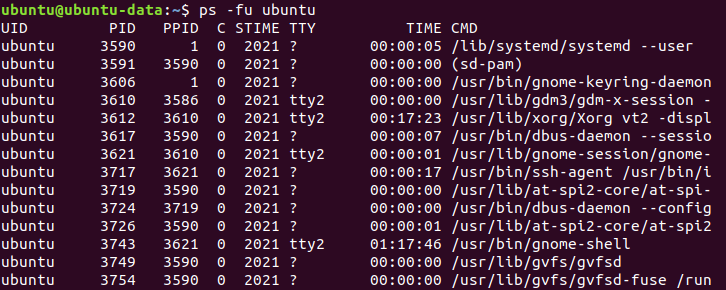 ubuntu@ubuntu-data:~$ ps -fu ubuntu
UID          PID    PPID  C STIME TTY          TIME CMD
ubuntu      3590       1  0  2021 ?        00:00:05 /lib/systemd/systemd --user
ubuntu      3591    3590  0  2021 ?        00:00:00 (sd-pam)
ubuntu      3606       1  0  2021 ?        00:00:00 /usr/bin/gnome-keyring-daemon
ubuntu      3610    3586  0  2021 tty2     00:00:00 /usr/lib/gdm3/gdm-x-session -
ubuntu      3612    3610  0  2021 tty2     00:17:23 /usr/lib/xorg/Xorg vt2 -displ
ubuntu      3617    3590  0  2021 ?        00:00:07 /usr/bin/dbus-daemon --sessio
ubuntu      3621    3610  0  2021 tty2     00:00:01 /usr/lib/gnome-session/gnome-
ubuntu      3717    3621  0  2021 ?        00:00:17 /usr/bin/ssh-agent /usr/bin/i
ubuntu      3719    3590  0  2021 ?        00:00:00 /usr/lib/at-spi2-core/at-spi-
ubuntu      3724    3719  0  2021 ?        00:00:00 /usr/bin/dbus-daemon --config
ubuntu      3726    3590  0  2021 ?        00:00:01 /usr/lib/at-spi2-core/at-spi2
ubuntu      3743    3621  0  2021 tty2     01:17:46 /usr/bin/gnome-shell
ubuntu      3749    3590  0  2021 ?        00:00:00 /usr/lib/gvfs/gvfsd
ubuntu      3754    3590  0  2021 ?        00:00:00 /usr/lib/gvfs/gvfsd-fuse /run